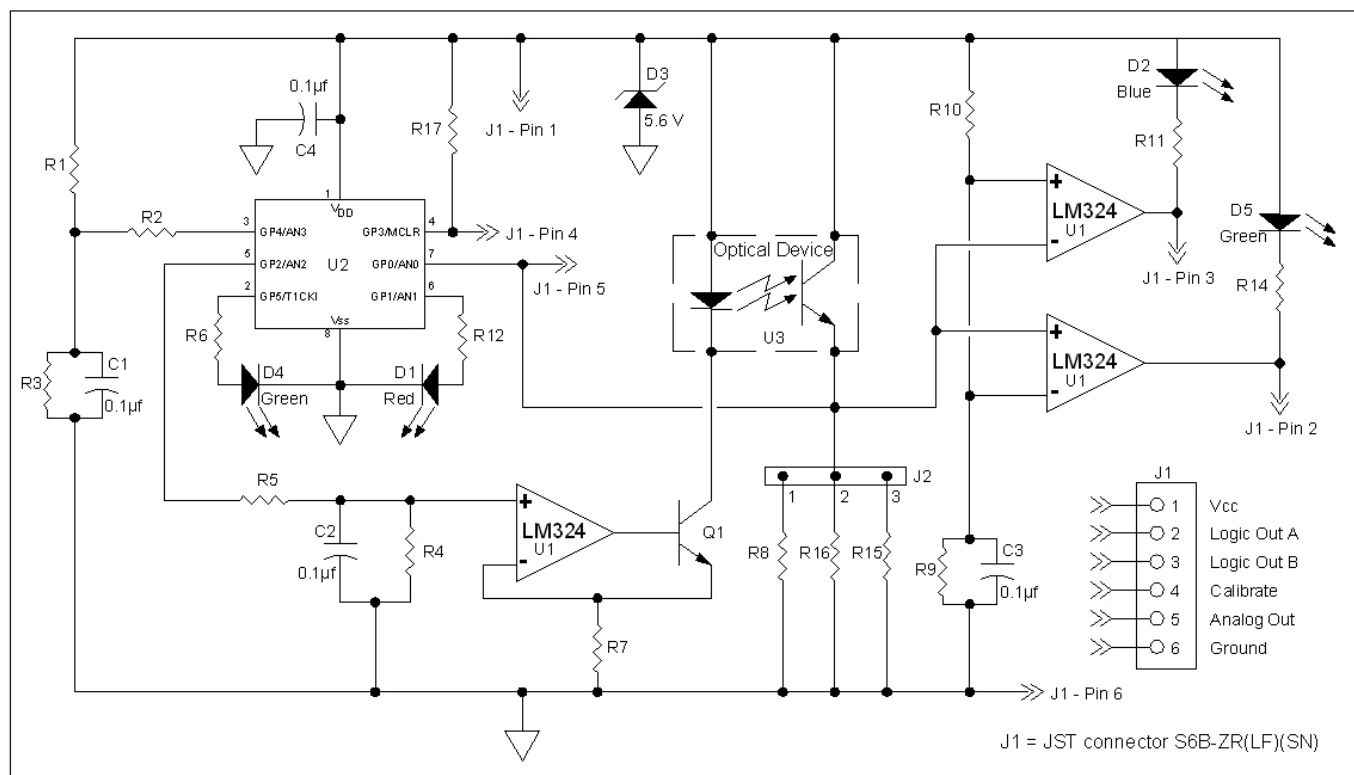 0.1µf
C4
R17
J1 - Pin 1
D3
5.6 V
R10
D2
Blue
R11
R1
R2
1
VDD
3
GP4/AN3
GP3/MCLR
4
J1 - Pin 4
5
GP2/AN2
U2
GP0/AN0
7
J1 - Pin 5
2
GP5/T1CKI
GP1/AN1
6
Vss
8
R6
R12
D4
Green
D1
Red
Optical Device
U3
+
LM324
U1
-
J1 - Pin 3
D5
Green
R14
+
LM324
U1
-
J1 - Pin 2
R3
C1
0.1µf
R5
C2
0.1µf
R4
+
LM324
U1
-
Q1
R7
J2
1
2
3
R8
R16
R15
R9
C3
0.1µf
J1
1 Vcc
2 Logic Out A
3 Logic Out B
4 Calibrate
5 Analog Out
6 Ground
J1 - Pin 6
J1 = JST connector S6B-ZR(LF)(SN)